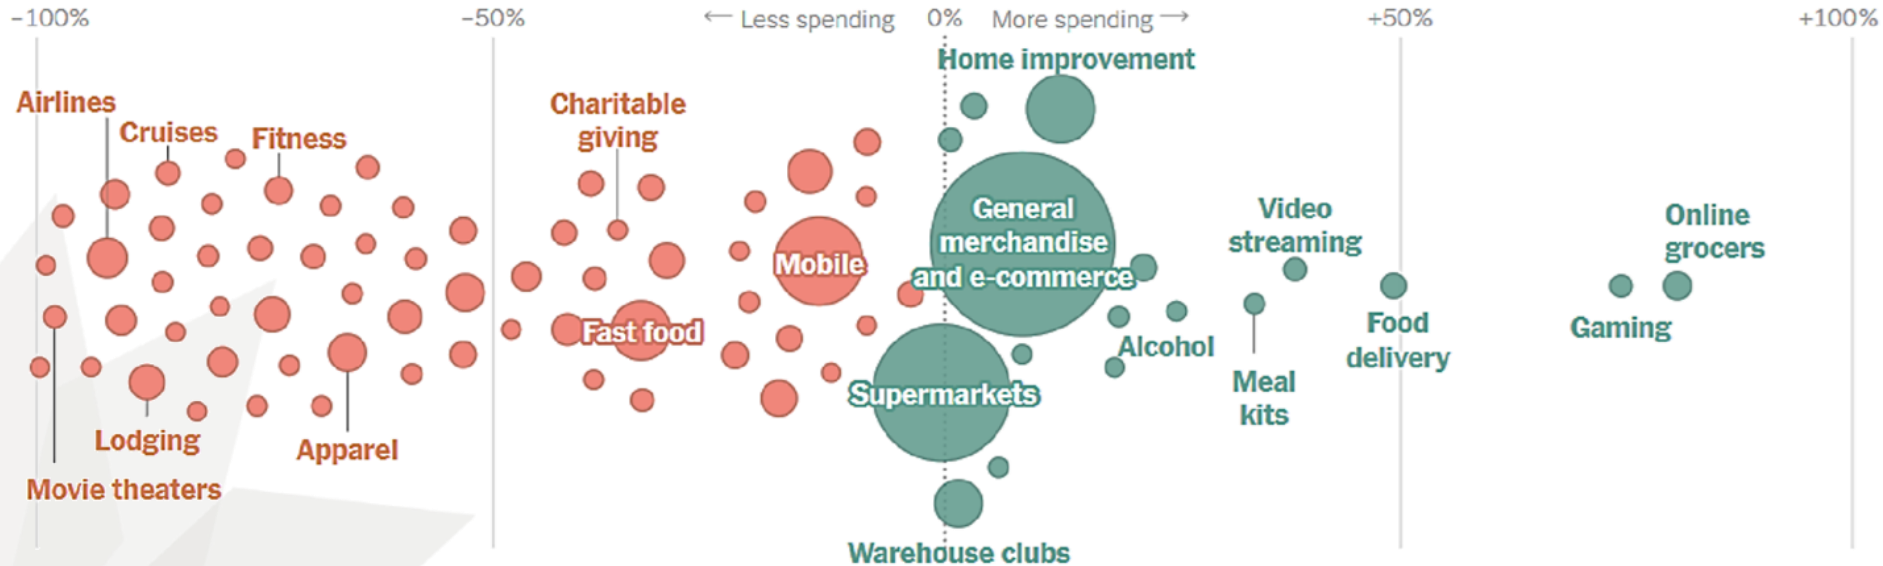 −100%
−50%
← Less spending
0%
More spending →
+50%
+100%
Home improvement
Airlines
Cruises
Fitness
Charitable
giving
General
merchandise
and e-commerce
Mobile
Fast food
Supermarkets
Video
streaming
Online
grocers
Alcohol
Food
delivery
Gaming
Meal
kits
Lodging
Apparel
Movie theaters
Warehouse clubs